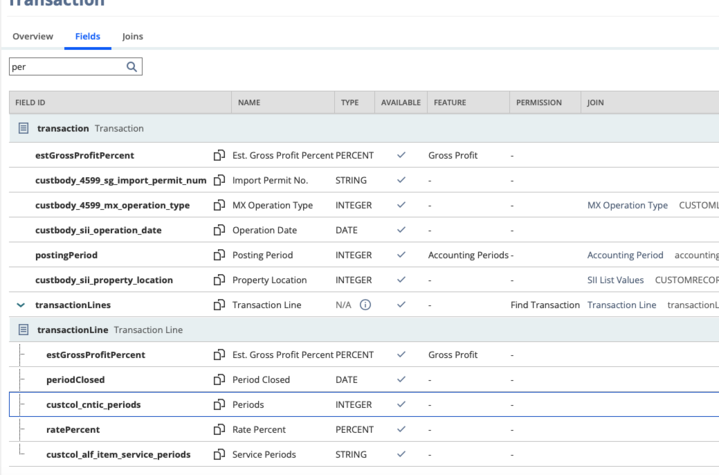 Transaction
Overview Fields Joins
per
FIELD ID NAME TYPE AVAILABLE FEATURE PERMISSION JOIN
transaction Transaction
estGrossProfitPercent Est. Gross Profit Percent PERCENT Gross Profit -
custbody_4599_sg_import_permit_num Import Permit No. STRING - -
custbody_4599_mx_operation_type MX Operation Type INTEGER - - MX Operation Type CUSTOML
custbody_sii_operation_date Operation Date DATE - -
postingPeriod Posting Period INTEGER Accounting Periods - Accounting Period accounting
custbody_sii_property_location Property Location INTEGER - - SII List Values CUSTOMRECOR
transactionLines Transaction Line N/A - Find Transaction Transaction Line transactionL
transactionLine Transaction Line
estGrossProfitPercent Est. Gross Profit Percent PERCENT Gross Profit -
periodClosed Period Closed DATE - -
custcol_cntic_periods Periods INTEGER - -
ratePercent Rate Percent PERCENT - -
custcol_alf_item_service_periods Service Periods STRING - -